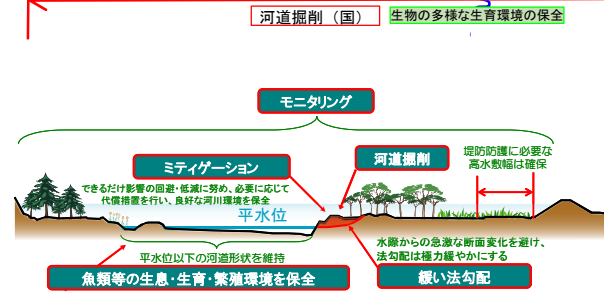 河道掘削（国）
生物の多様な生育環境の保全
モニタリング
ミティゲーション
河道掘削
堤防防護に必要な
高水敷幅は確保
できるだけ影響の回避・低減に努め、必要に応じて
代償措置を行い、良好な河川環境を保全
平水位
平水位以下の河道形状を維持
水際からの急激な断面変化を避け、
法勾配は極力緩やかにする
魚類等の生息・生育・繁殖環境を保全
緩い法勾配